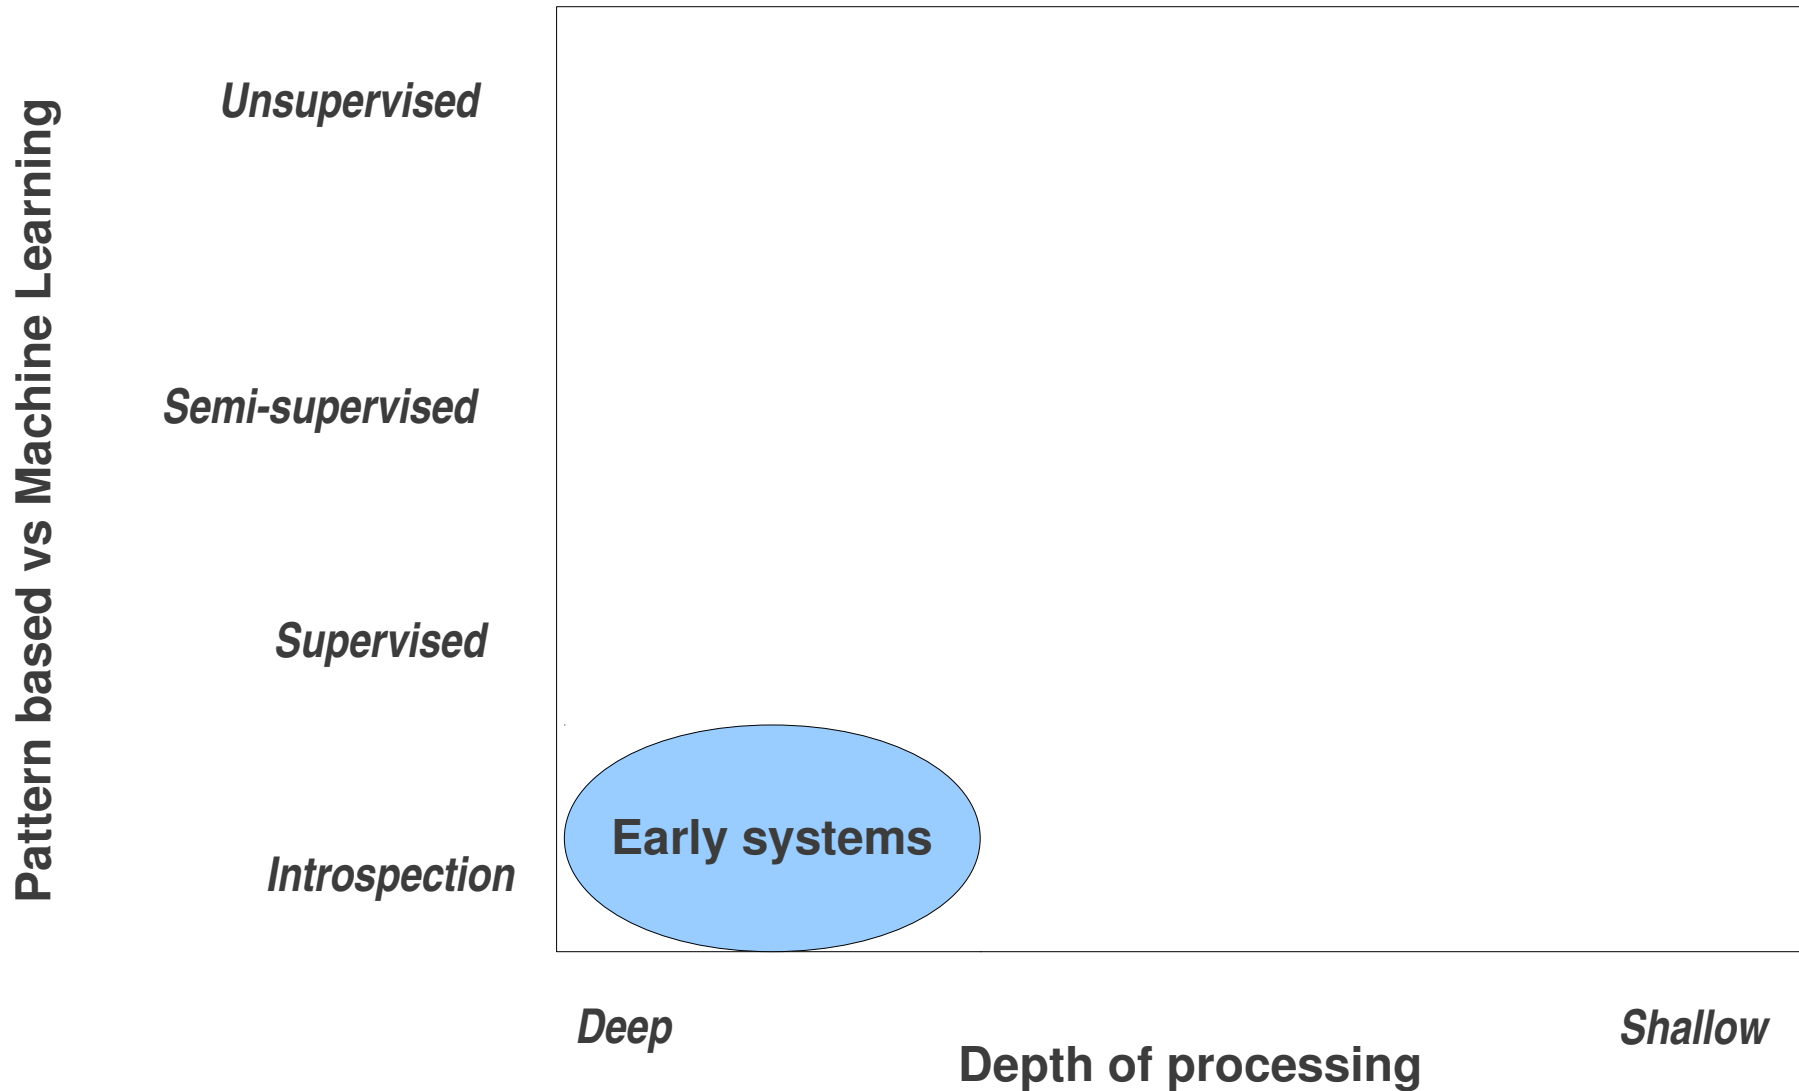 Pattern based vs Machine Learning
Unsupervised
Semi-supervised
Supervised
Introspection
Early systems
Deep
Shallow
Depth of processing